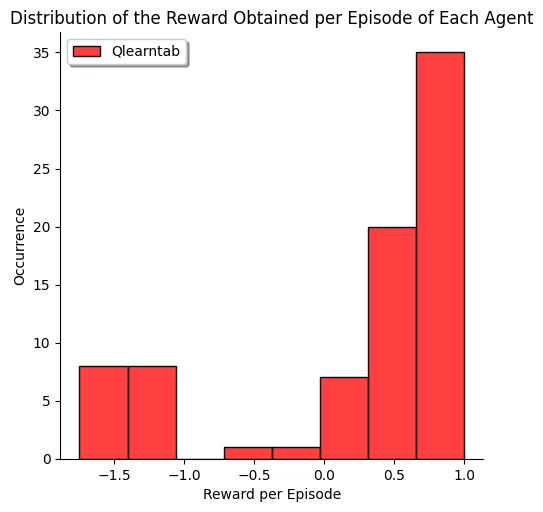 Distribution of the Reward Obtained per Episode of Each Agent
Qlearntab
35
30
25
20
15
10
5
0
Occurrence
−1.5 −1.0 −0.5 0.0 0.5 1.0
Reward per Episode